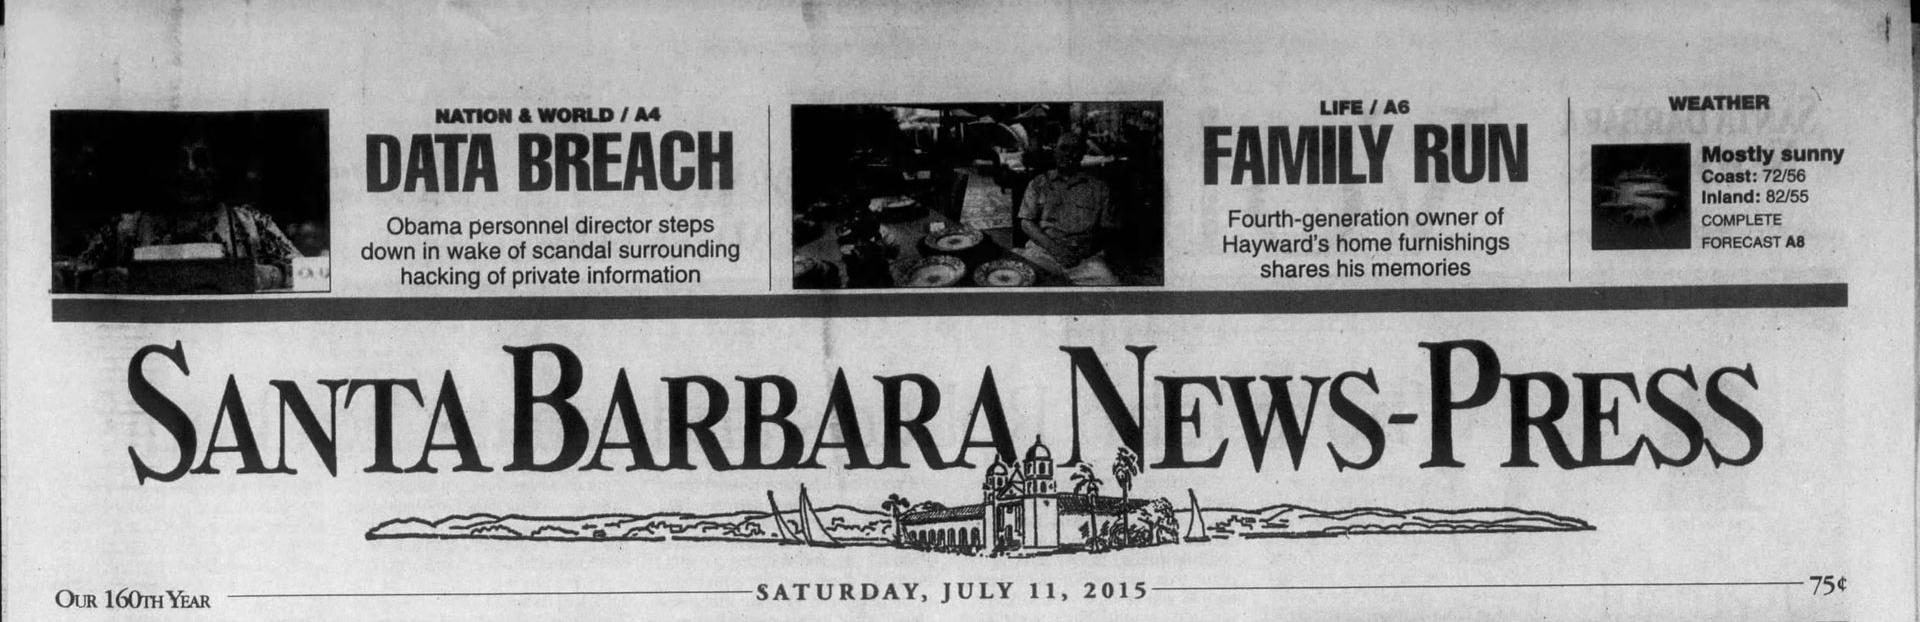 NATION & WORLD / A4
DATA BREACH
Obama personnel director steps
down in wake of scandal surrounding
hacking of private information
LIFE / A6
FAMILY RUN
Fourth-generation owner of
Hayward's home furnishings
shares his memories
WEATHER
Mostly sunny
Coast: 72/56
Inland: 82/55
COMPLETE
FORECAST A8
SANTA BARBARA NEWS-PRESS
OUR 160TH YEAR
SATURDAY, JULY 11, 2015
75¢